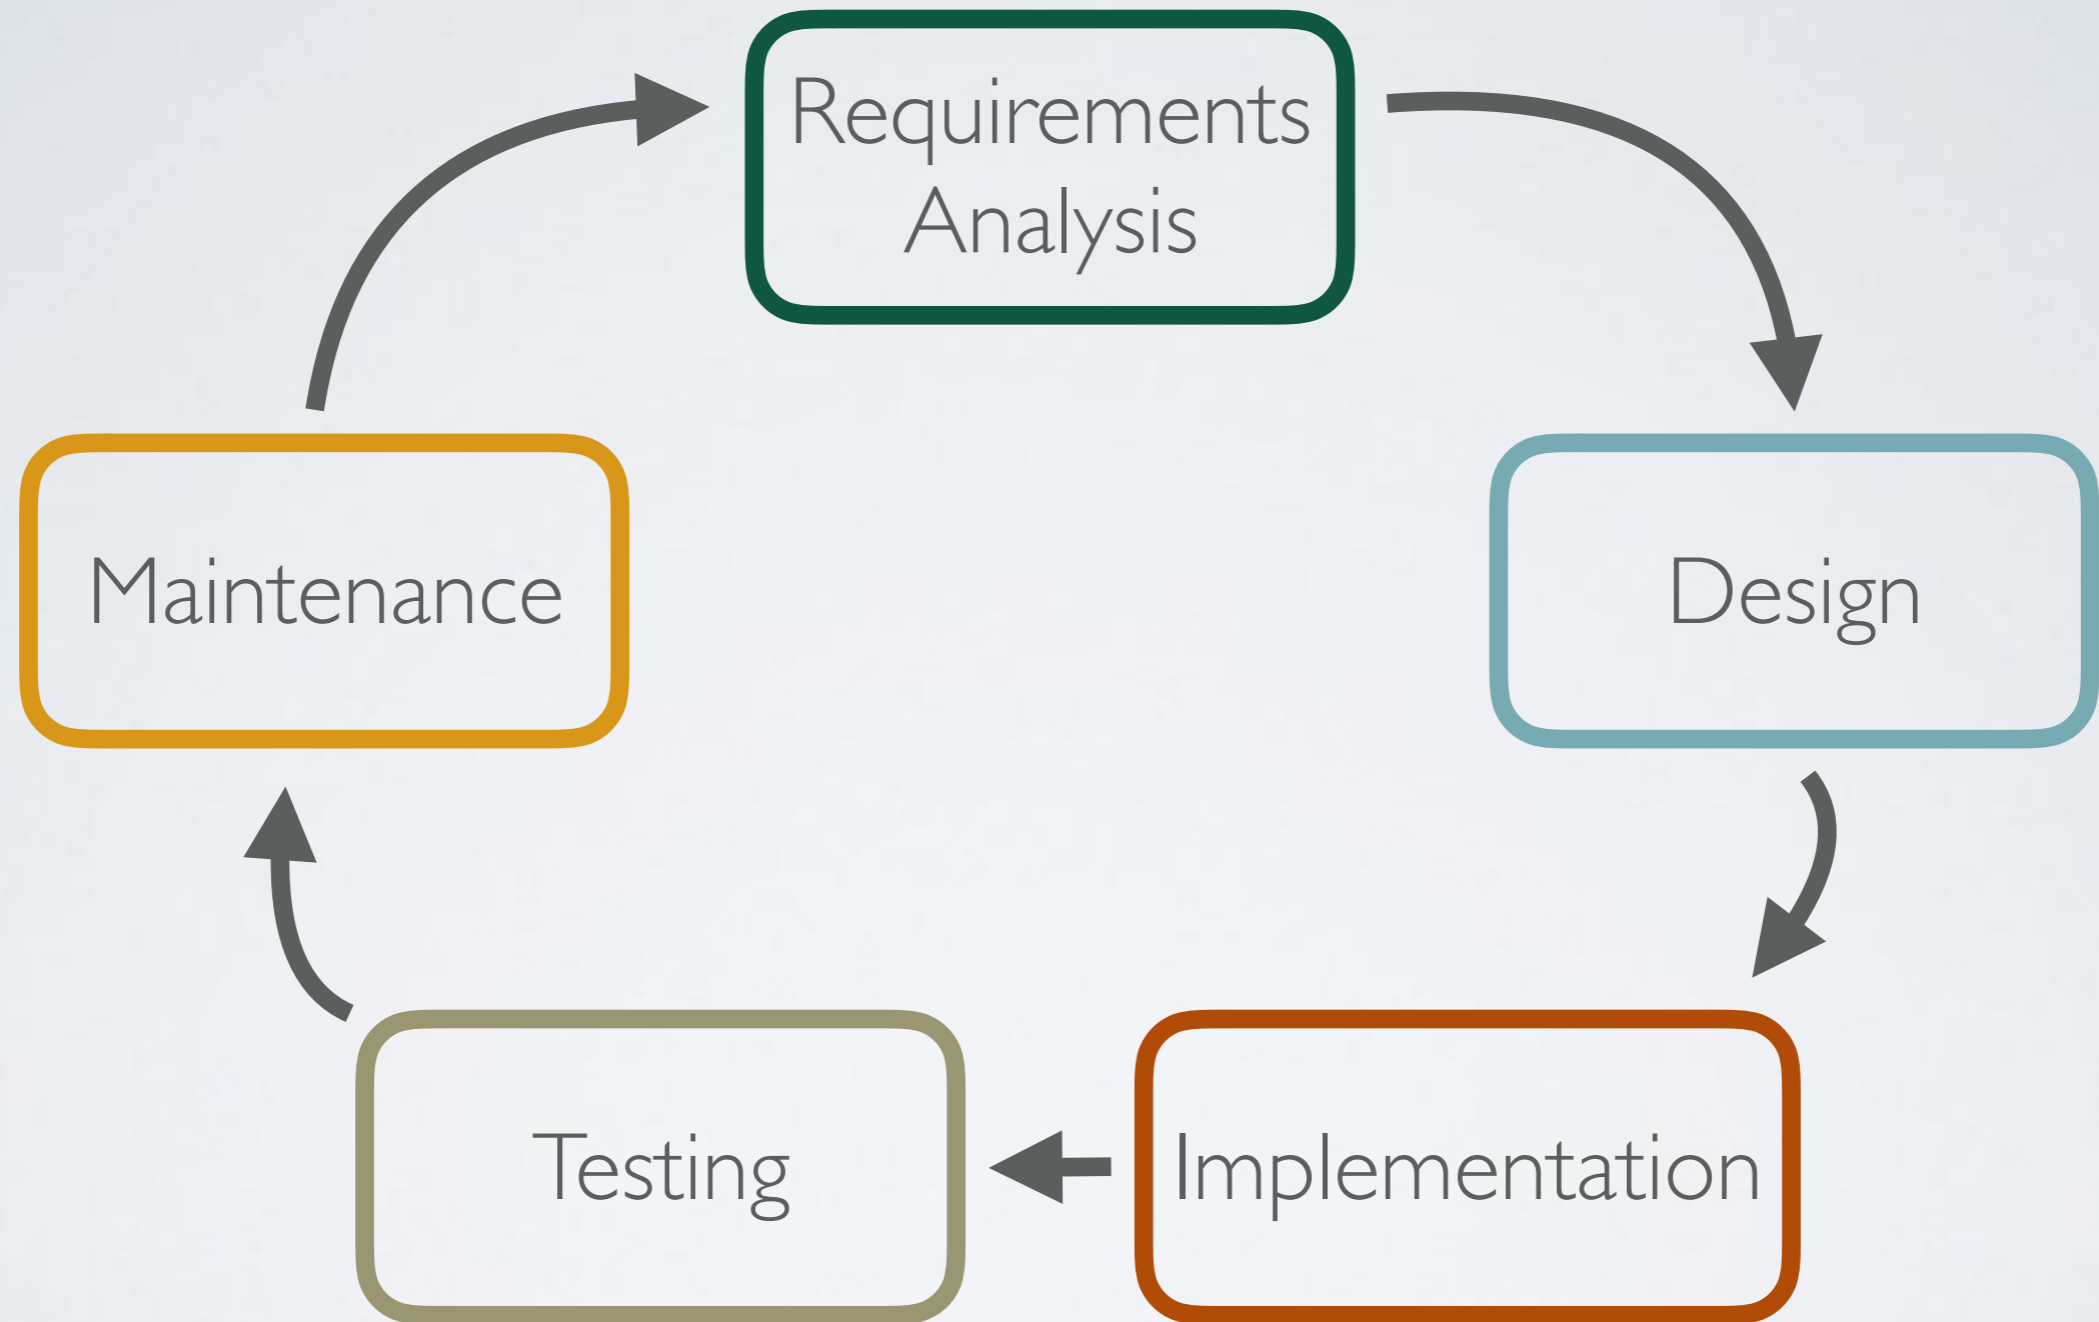 Requirements
Analysis
Maintenance
Design
Testing
Implementation